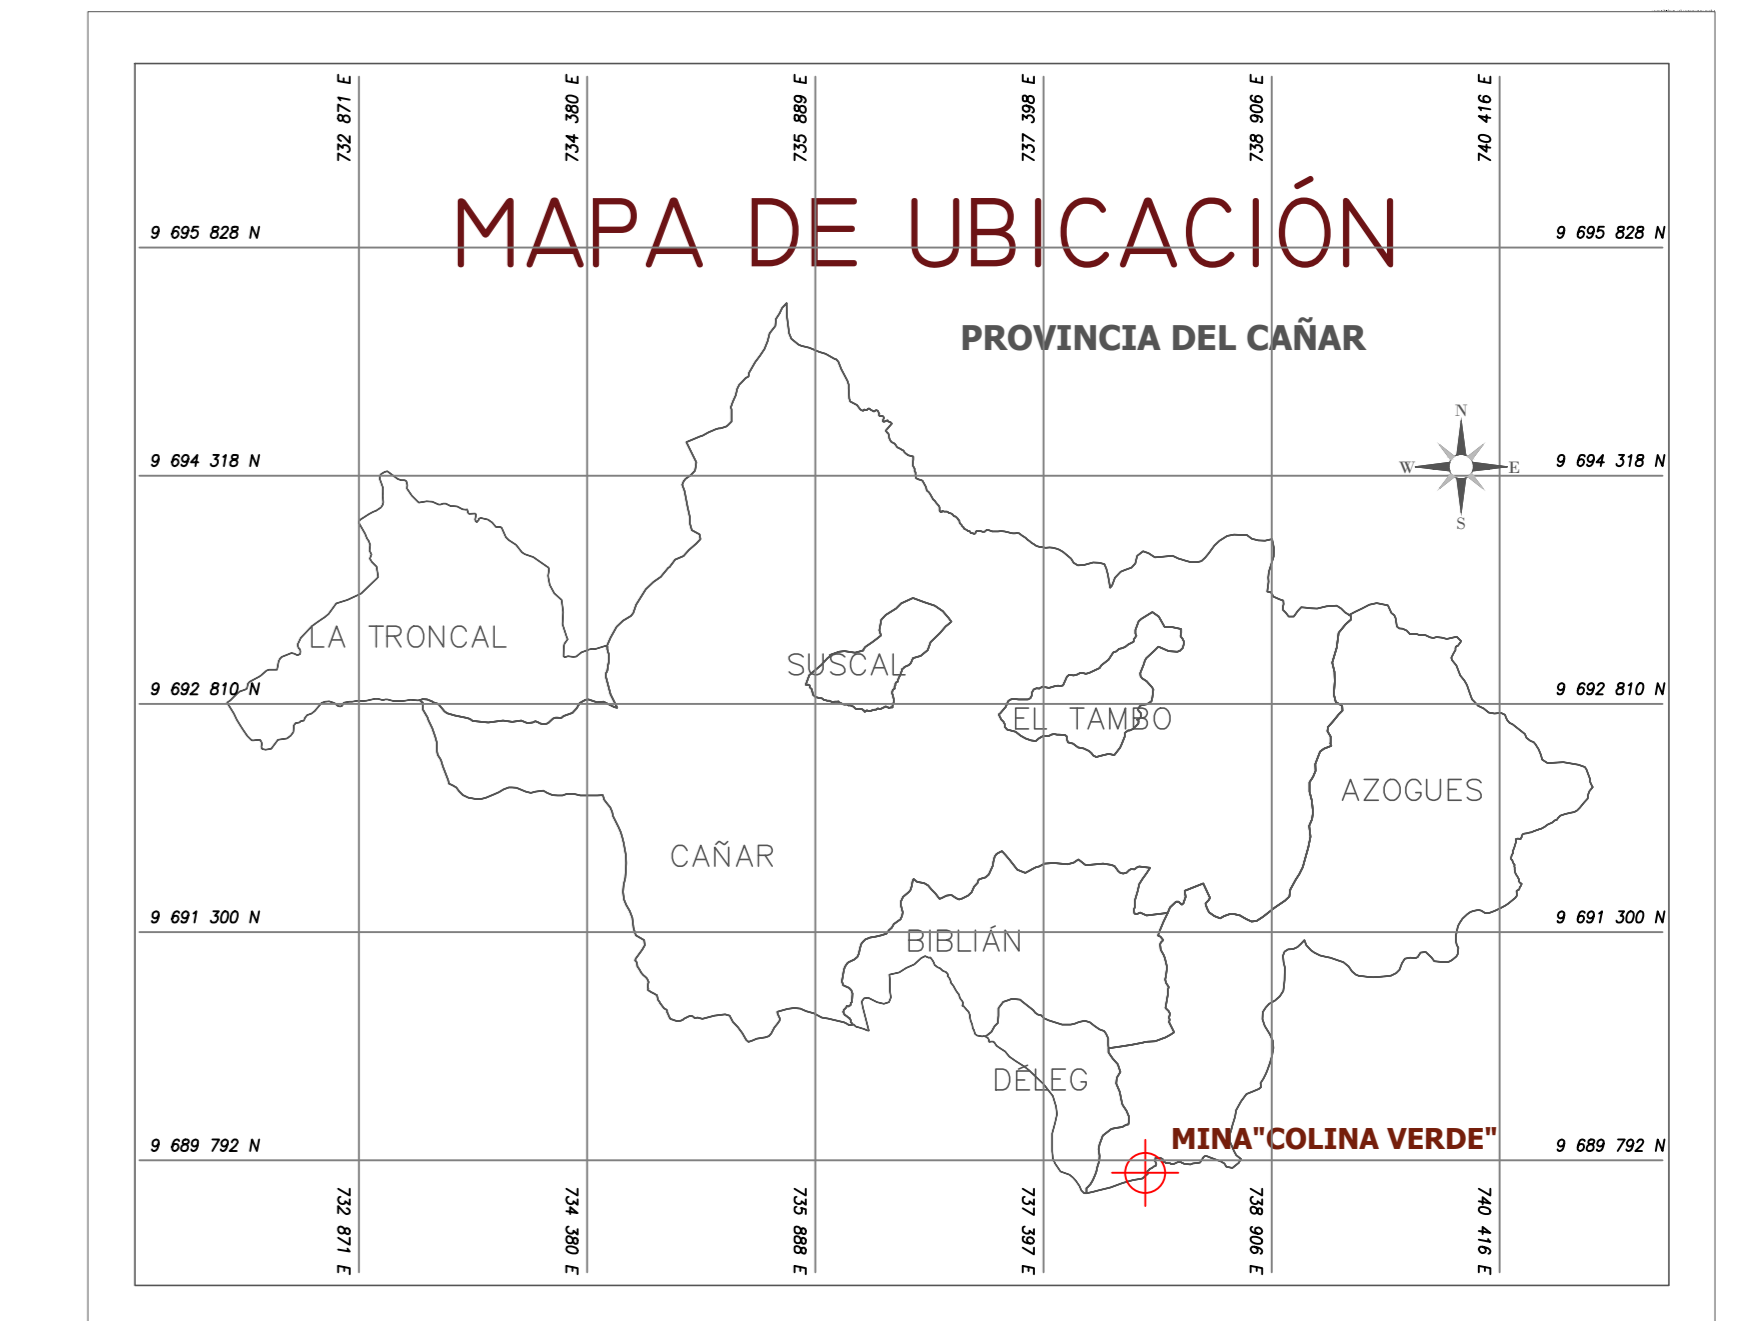 732 871 E
734 380 E
735 889 E
737 398 E
738 906 E
740 416 E
MAPA DE UBICACIÓN
9 695 828 N
9 695 828 N
PROVINCIA DEL CAÑAR
N
W
E
S
9 694 318 N
9 694 318 N
LA TRONCAL
SUSCAL
9 692 810 N
9 692 810 N
EL TAMBO
AZOGUES
CAÑAR
9 691 300 N
9 691 300 N
BIBLIÁN
DÉLEG
MINA"COLINA VERDE"
9 689 792 N
9 689 792 N
732 871 E
734 380 E
735 888 E
737 397 E
738 906 E
740 416 E